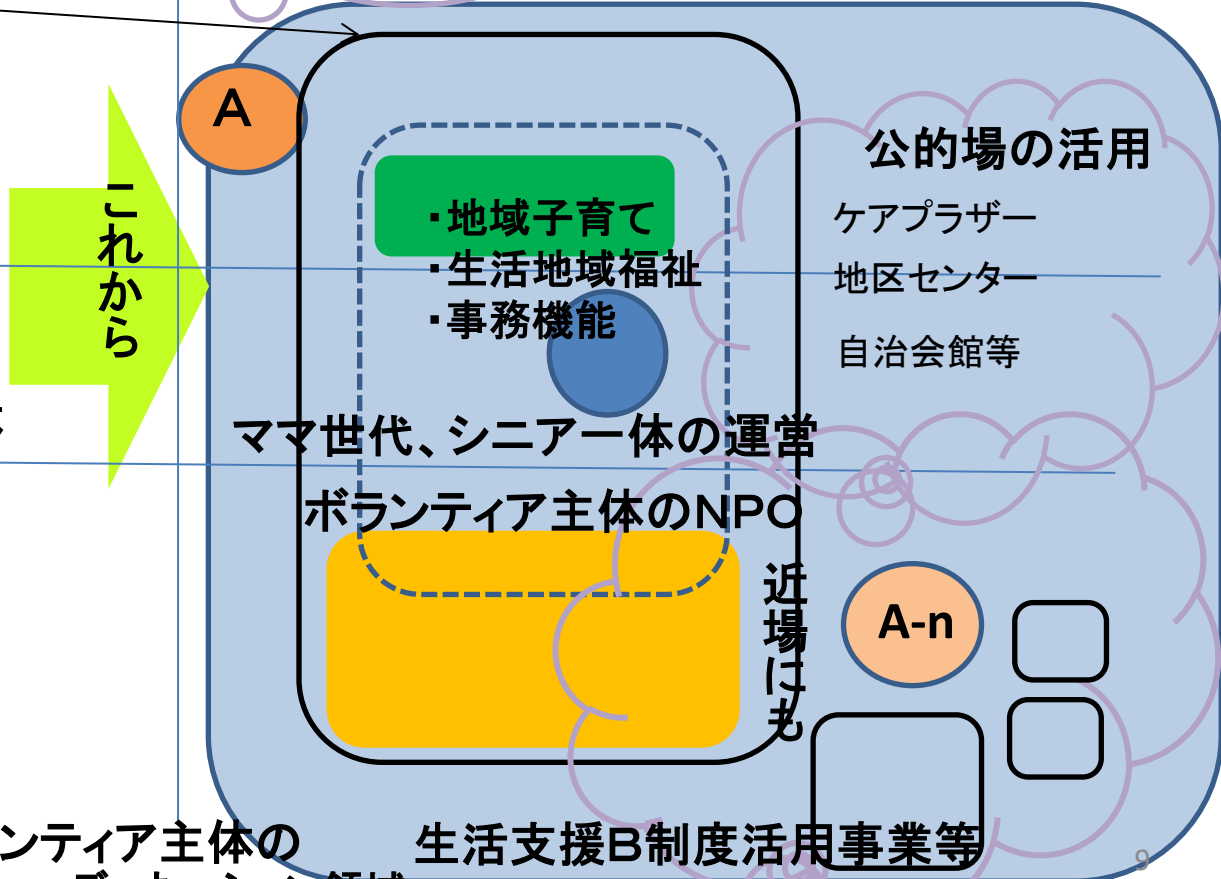 A
これから
・地域子育て
・生活地域福祉
・事務機能
ママ世代、シニアー体の運営
ボランティア主体のNPO
公的場の活用
ケアプラザー
地区センター
自治会館等
近場にも
A-n
ンティア主体の
生活支援B制度活用事業等
9